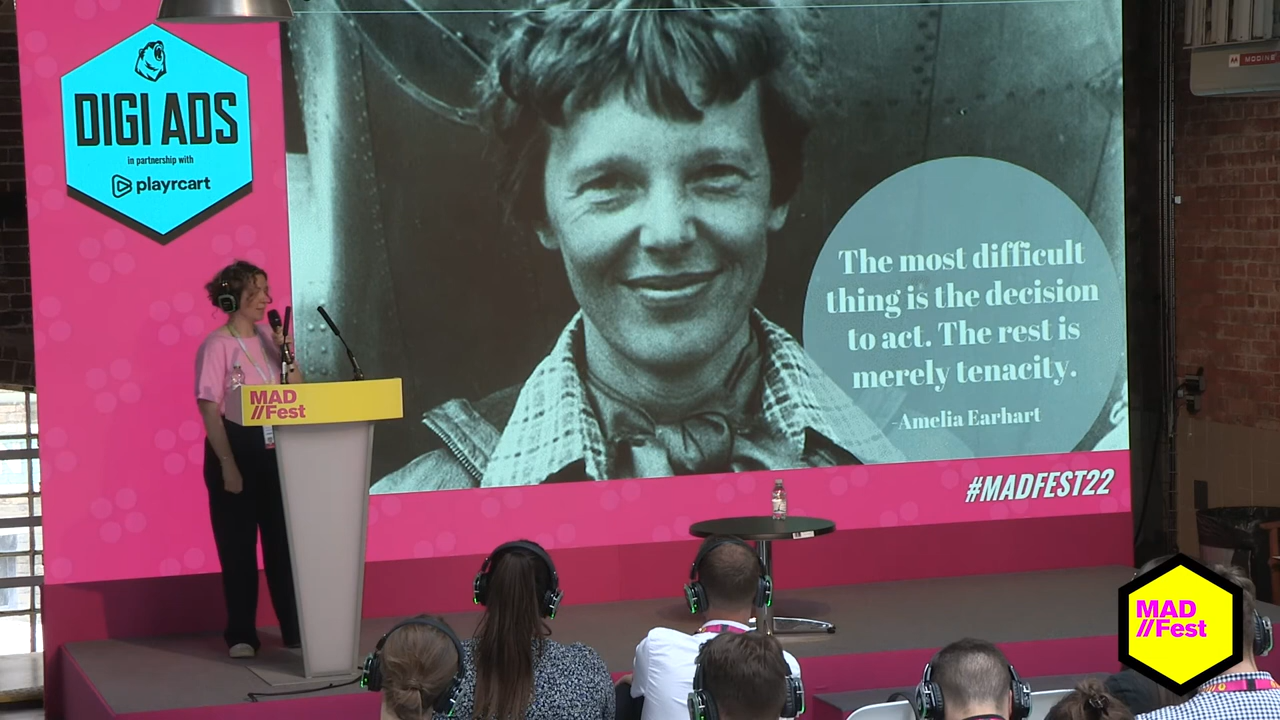 DIGI ADS
in partnership with
playrcart
MAD
//Fest
The most difficult
thing is the decision
to act. The rest is
merely tenacity.
-Amelia Earhart
#MADFEST22
MODINE
MAD
//Fest